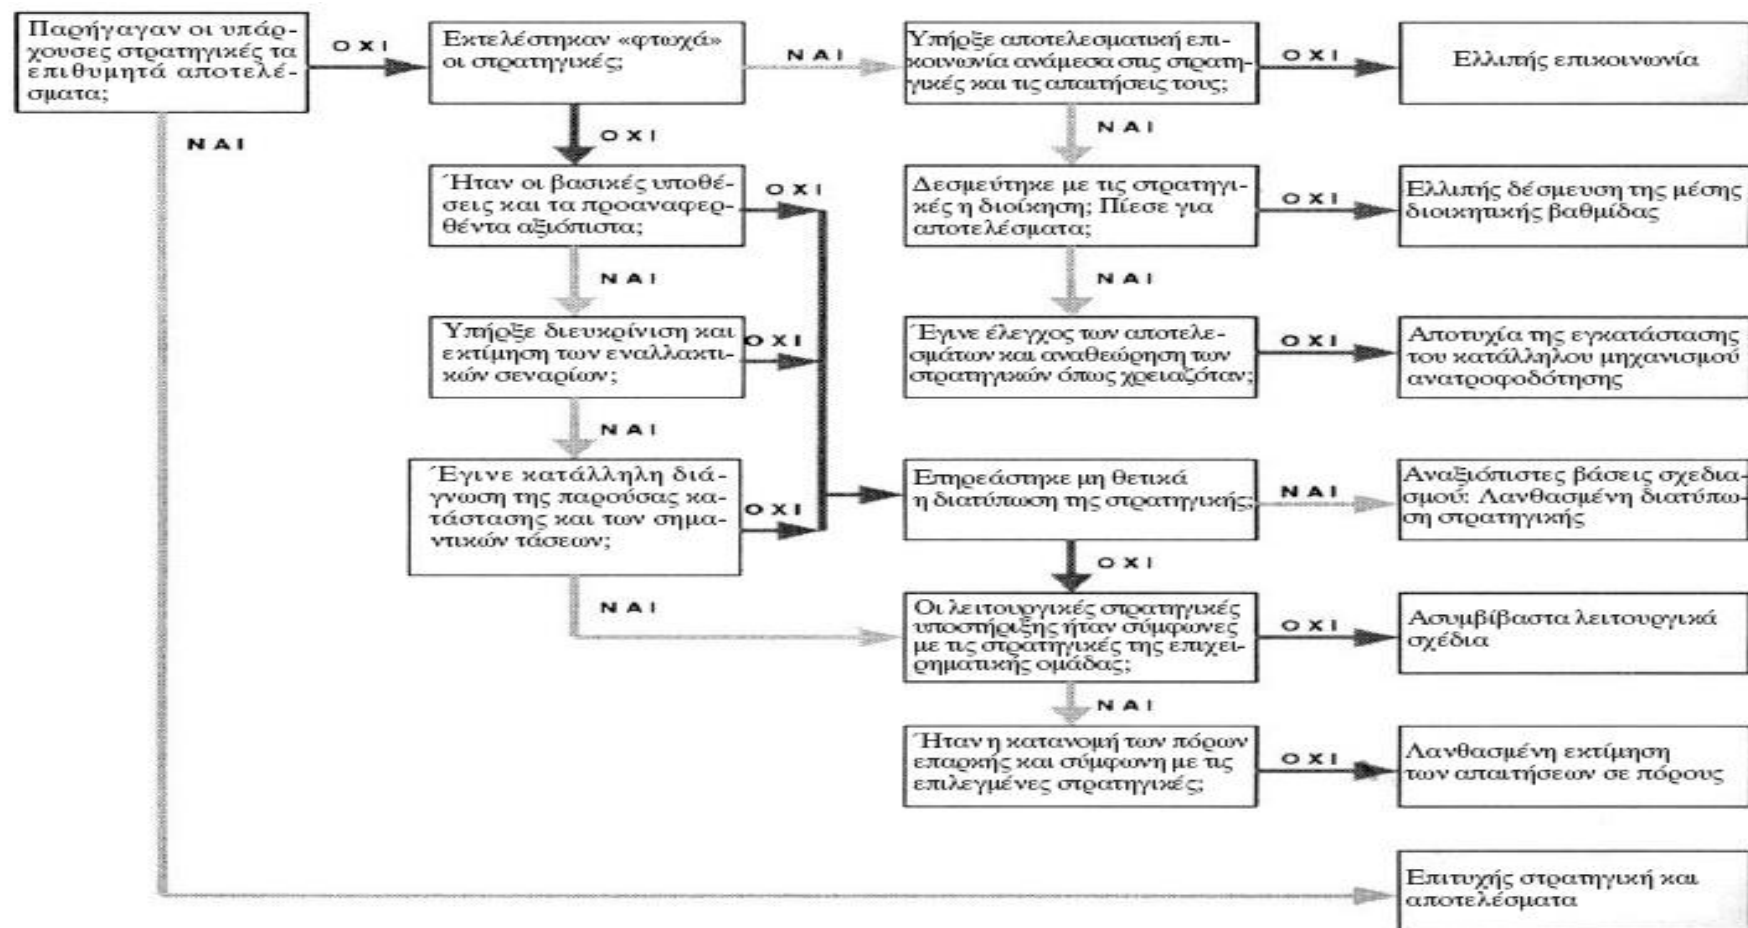 Παρήγαγαν οι υπάρ-
χουσες στρατηγικές τα
επιθυμητά αποτελέ-
σματα;
ΟΧΙ
Εκτελέστηκαν «φτωχά»
οι στρατηγικές;
ΝΑΙ
Υπήρξε αποτελεσματική επι-
κοινωνία ανάμεσα στις στρατη-
γικές και τις απαιτήσεις τους;
ΟΧΙ
Ελλιπής επικοινωνία
ΝΑΙ
ΟΧΙ
ΝΑΙ
Ήταν οι βασικές υποθέ-
σεις και τα προαναφερ-
θέντα αξιόπιστα;
ΟΧΙ
Δεσμεύτηκε με τις στρατηγι-
κές η διοίκηση; Πίεσε για
αποτελέσματα;
ΟΧΙ
Ελλιπής δέσμευση της μέσης
διοικητικής βαθμίδας
ΝΑΙ
ΝΑΙ
Υπήρξε διευκρίνιση και
εκτίμηση των εναλλακτι-
κών σεναρίων;
ΟΧΙ
Έγινε έλεγχος των αποτελε-
σμάτων και αναθεώρηση των
στρατηγικών όπως χρειαζόταν;
ΟΧΙ
Αποτυχία της εγκατάστασης
του κατάλληλου μηχανισμού
ανατροφοδότησης
ΝΑΙ
Έγινε κατάλληλη διά-
γνωση της παρούσας κα-
τάστασης και των σημα-
ντικών τάσεων;
ΟΧΙ
Επηρεάστηκε μη θετικά
η διατύπωση της στρατηγικής;
ΝΑΙ
Αναξιόπιστες βάσεις σχεδια-
σμού: Λανθασμένη διατύπω-
ση στρατηγικής
ΟΧΙ
ΝΑΙ
Οι λειτουργικές στρατηγικές
υποστήριξης ήταν σύμφωνες
με τις στρατηγικές της επιχει-
ρηματικής ομάδας;
ΟΧΙ
Ασυμβίβαστα λειτουργικά
σχέδια
ΝΑΙ
Ήταν η κατανομή των πόρων
επαρκής και σύμφωνη με τις
επιλεγμένες στρατηγικές;
ΟΧΙ
Λανθασμένη εκτίμηση
των απαιτήσεων σε πόρους
Επιτυχής στρατηγική και
αποτελέσματα